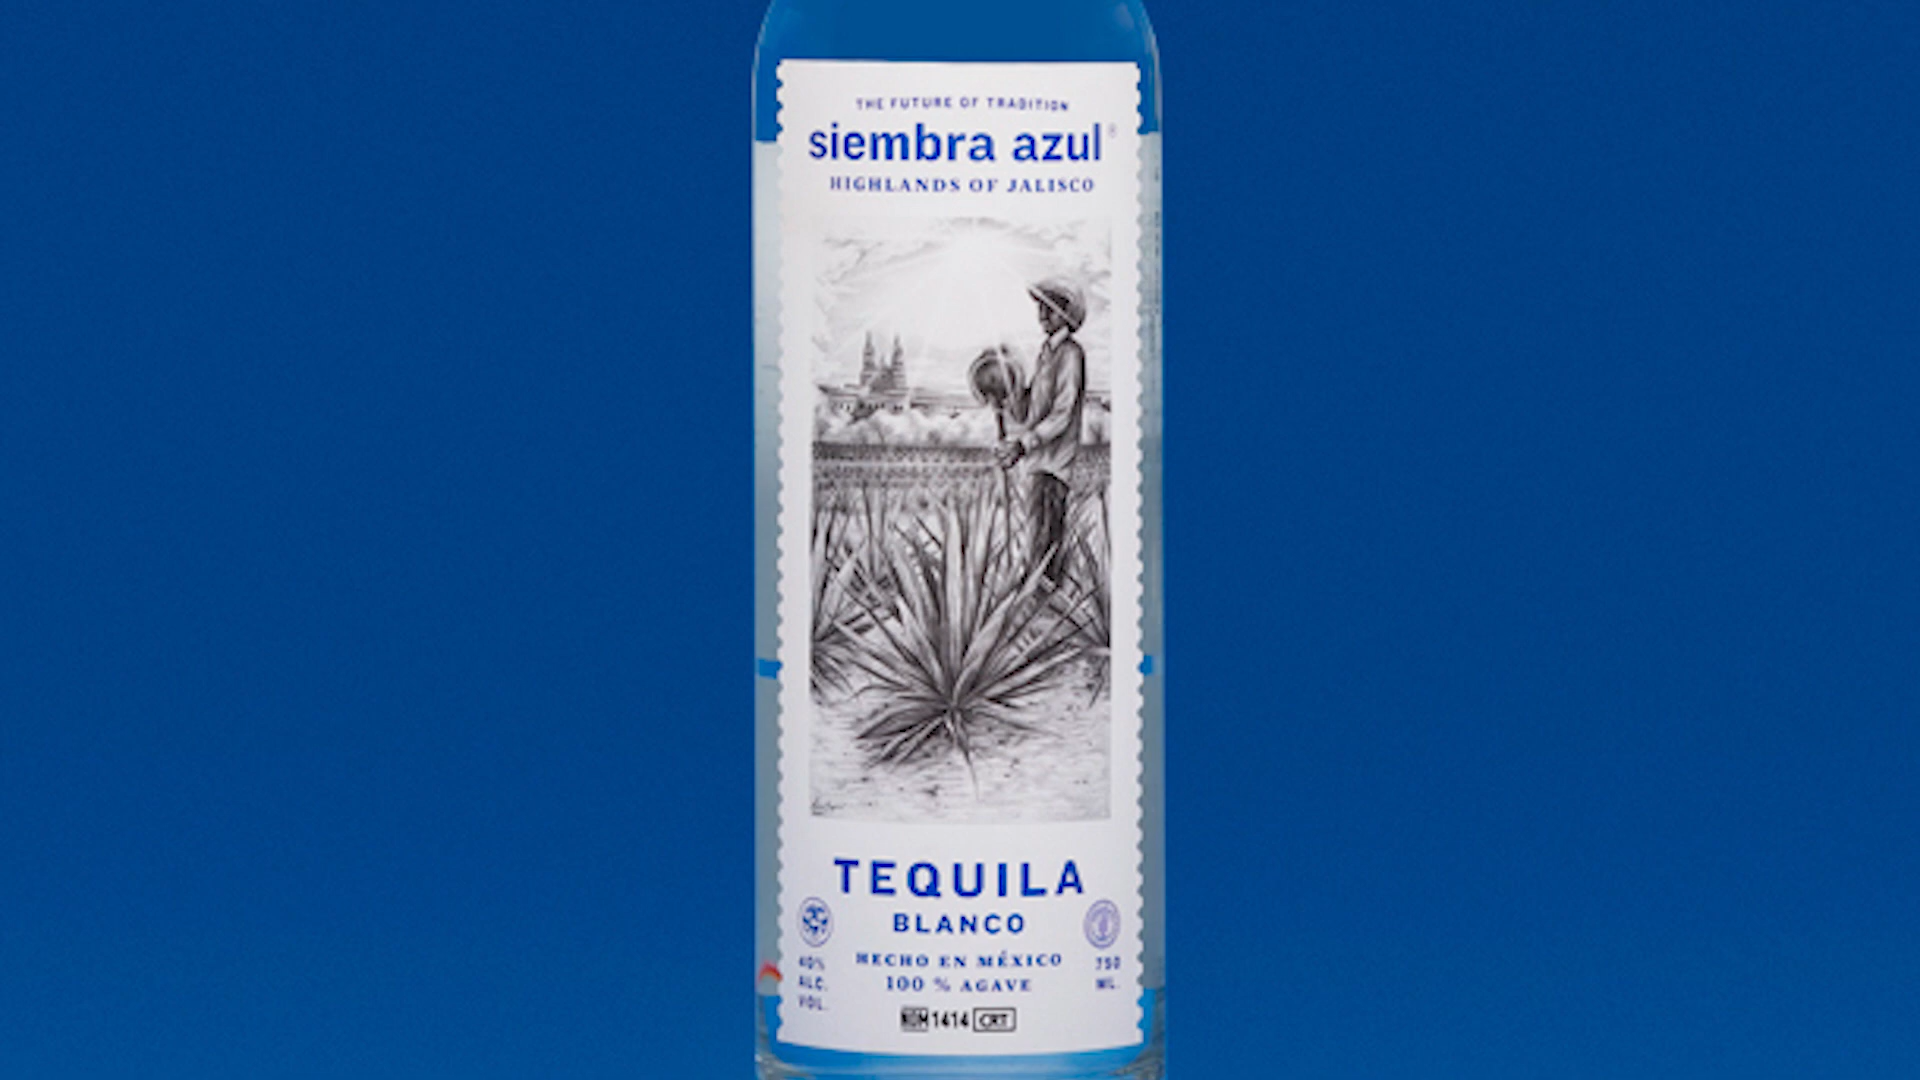 THE FUTURE OF TRADITION
siembra azul®
HIGHLANDS OF JALISCO
TEQUILA
BLANCO
HECHO EN MÉXICO
100 % AGAVE
40%
ALC.
VOL.
750
ML.
NOM 1414 CRT